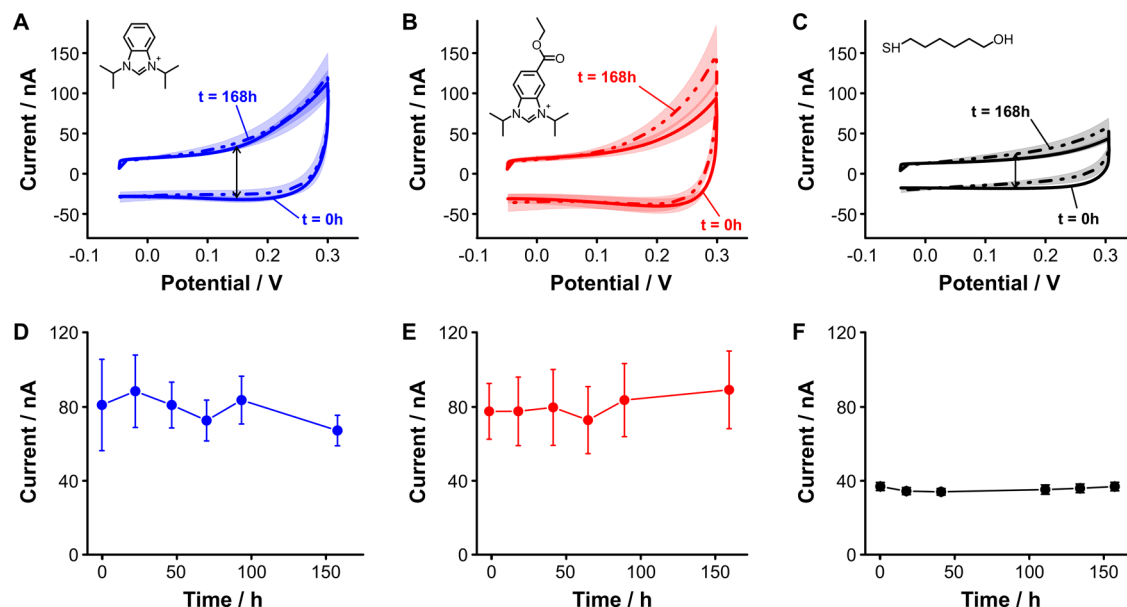 A
B
C
150
100
50
0
-50
Current / nA
-0.1
0.0
0.1
0.2
0.3
Potential / V
t = 168h
t = 0h
N
N
+
150
100
50
0
-50
Current / nA
-0.1
0.0
0.1
0.2
0.3
Potential / V
t = 168h
t = 0h
O
O
N
N
+
150
100
50
0
-50
Current / nA
-0.1
0.0
0.1
0.2
0.3
Potential / V
SH
OH
t = 168h
t = 0h
D
E
F
120
80
40
0
Current / nA
0
50
100
150
Time / h
120
80
40
0
Current / nA
0
50
100
150
Time / h
120
80
40
0
Current / nA
0
50
100
150
Time / h